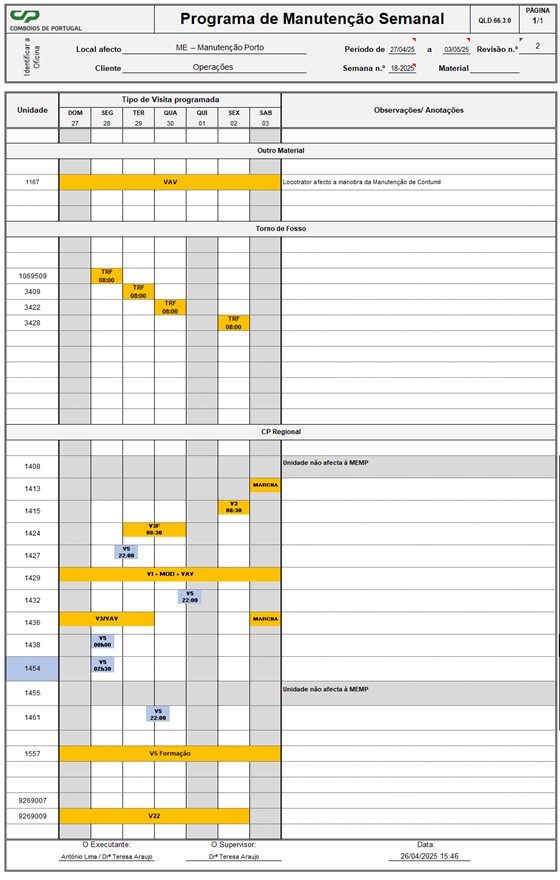 CP
COMBOIOS DE PORTUGAL
Programa de Manutenção Semanal
QLD.66.3.0
PÁGINA
1/1
Identificar a Oficina
Local afecto ME – Manutenção Porto
Periodo de 27/04/25 a 03/05/25 Revisão n.º 2
Cliente Operações
Semana n.º 18-2025 Material
Unidade
Tipo de Visita programada
Observações/ Anotações
DOM SEG TER QUA QUI SEX SAB
27 28 29 30 01 02 03
Outro Material
1167 VAV Locotrator afecto a manobra da Manutenção de Contumil
Torno de Fosso
1069509 TRF 08:00
3409 TRF 08:00
3422 TRF 08:00
3428 TRF 08:00
CP Regional
1408 Unidade não afecta à MEMP
1413 MARCHA
1415 V3 08:30
1424 V3F 08:30
1427 V5 22:00
1429 VI + MOD + VAV
1432 V5 22:00
1436 V3/VAV MARCHA
1438 V5 00h00
1454 V5 02h30
1455 Unidade não afecta à MEMP
1461 V5 22:00
1557 V5 Formação
9269007
9269009 V22
O Executante: O Supervisor: Data:
António Lima / Drª Teresa Araujo Drª Teresa Araujo 26/04/2025 15:46